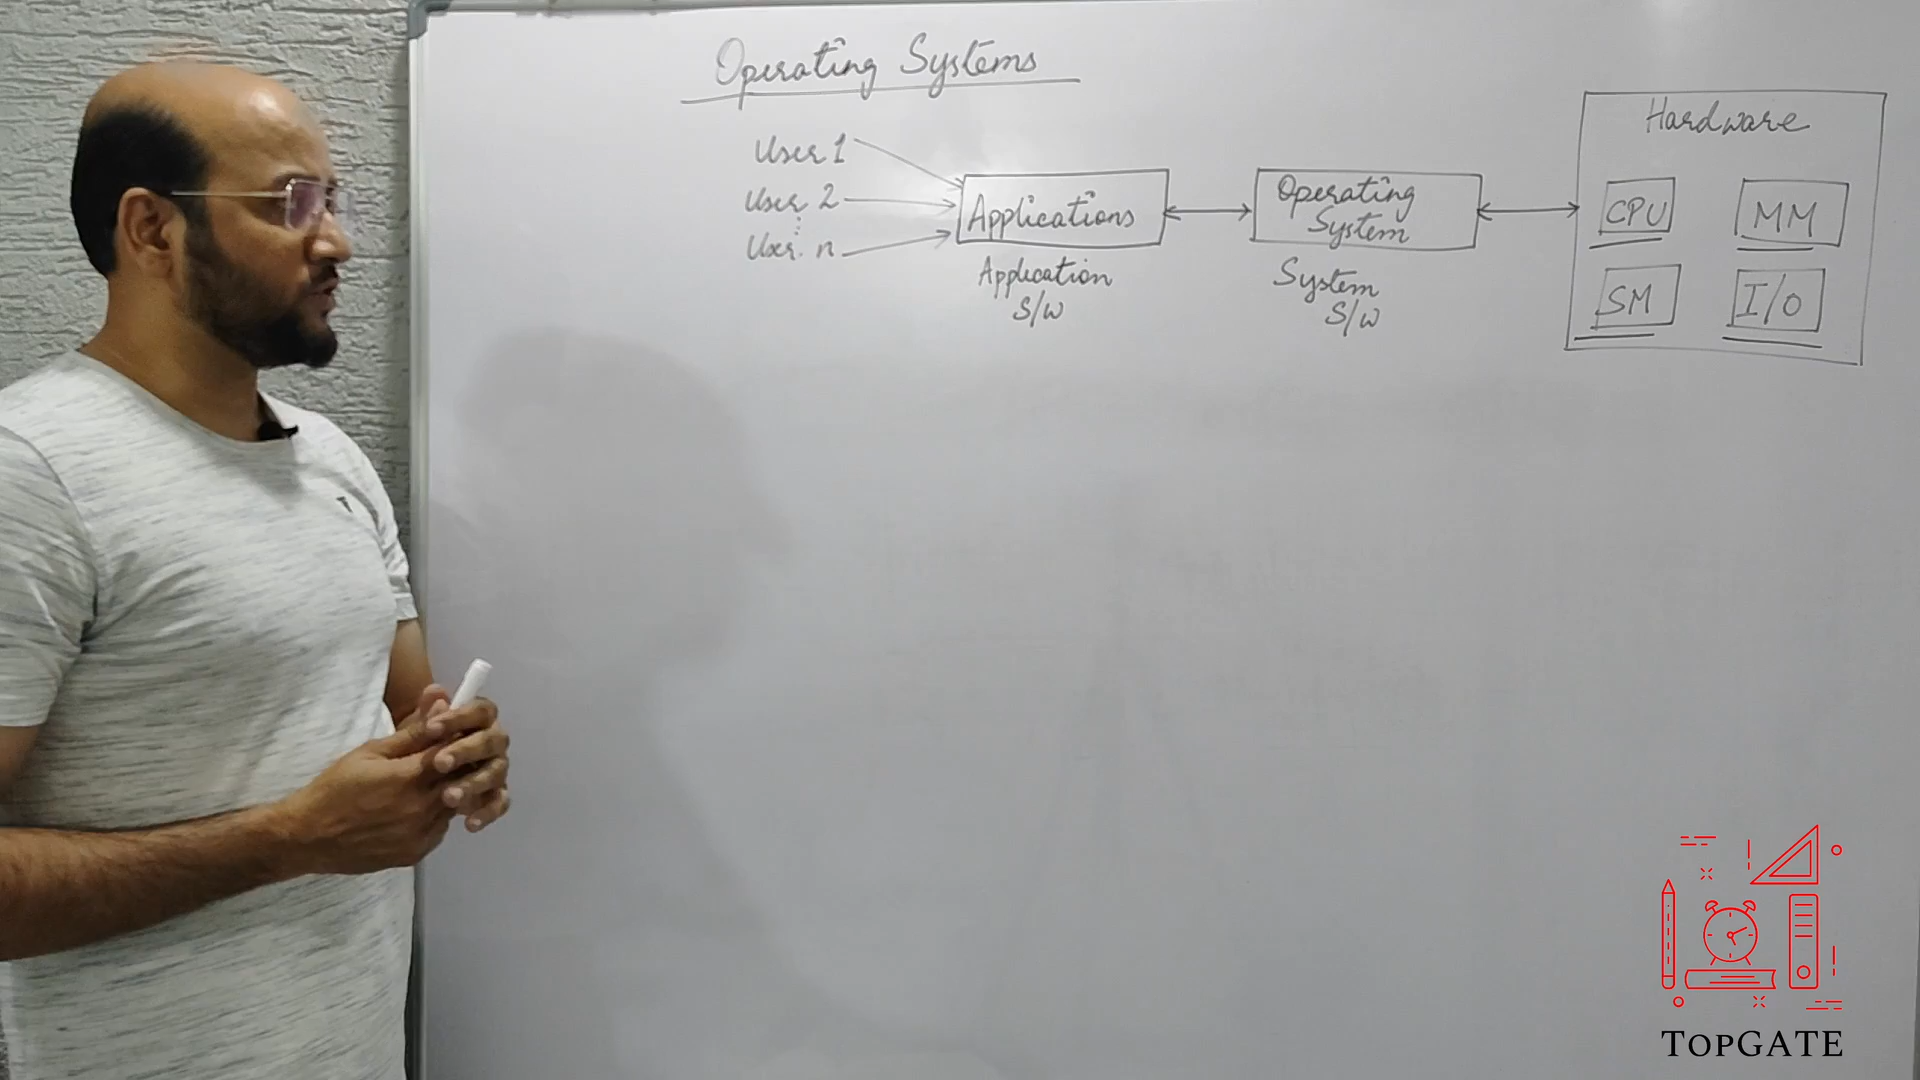 Operating Systems
User 1
User 2
User n
Applications
Application
S/W
Operating
System
System
S/W
Hardware
CPU
MM
SM
I/O
TOPGATE